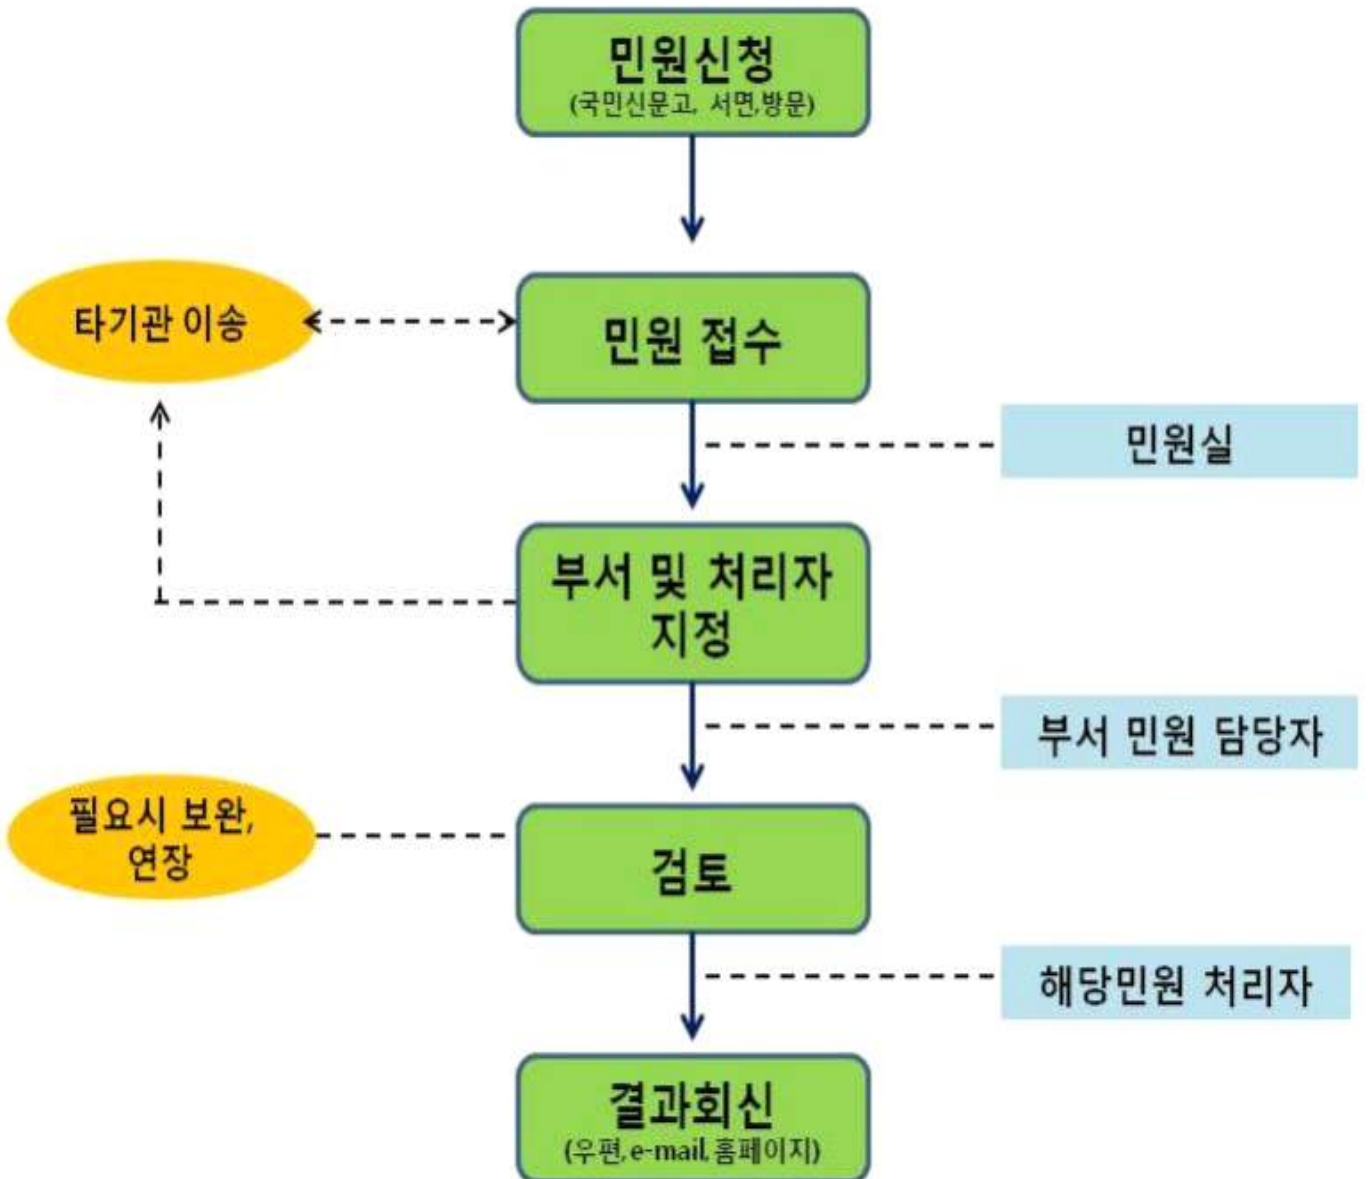 민원신청
(국민신문고, 서면,방문)
타기관 이송
민원 접수
민원실
부서 및 처리자
지정
부서 민원 담당자
필요시 보완,
연장
검토
해당민원 처리자
결과회신
(우편,e-mail,홈페이지)